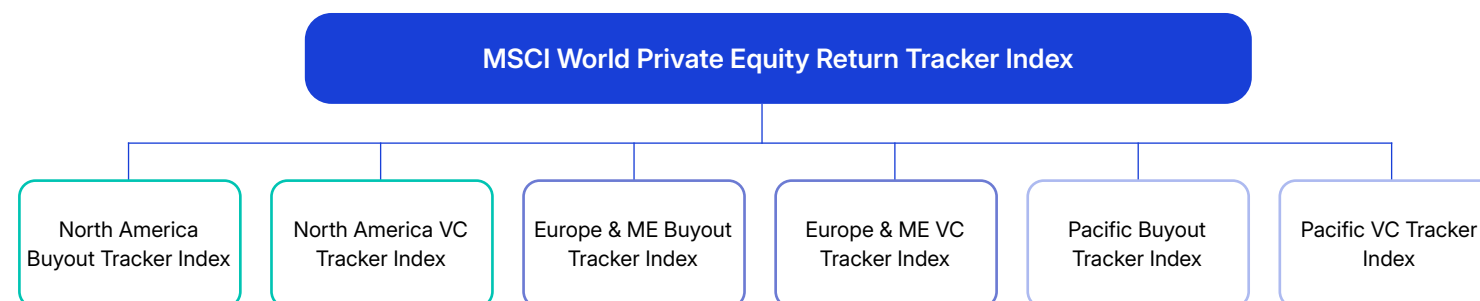 MSCI World Private Equity Return Tracker Index
North America
Buyout Tracker Index
North America VC
Tracker Index
Europe & ME Buyout
Tracker Index
Europe & ME VC
Tracker Index
Pacific Buyout
Tracker Index
Pacific VC Tracker
Index